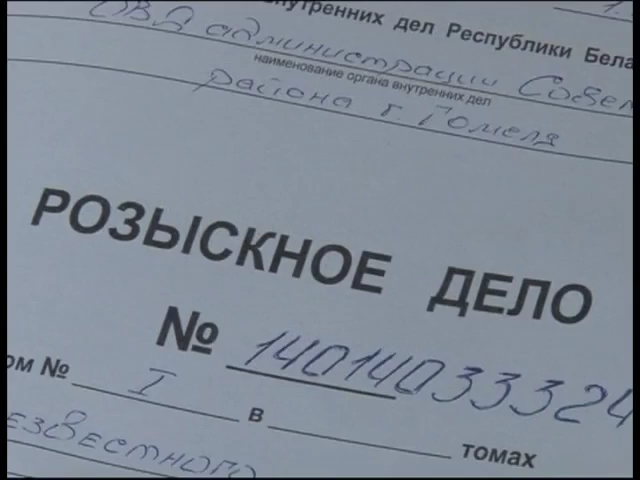 внутренних дел Республики Бела
ОВД администрации Совет
наименование органа внутренних дел
района г. Гомеля
РОЗЫСКНОЕ ДЕЛО
№ 14014033324
ом № I в томах
езвестного